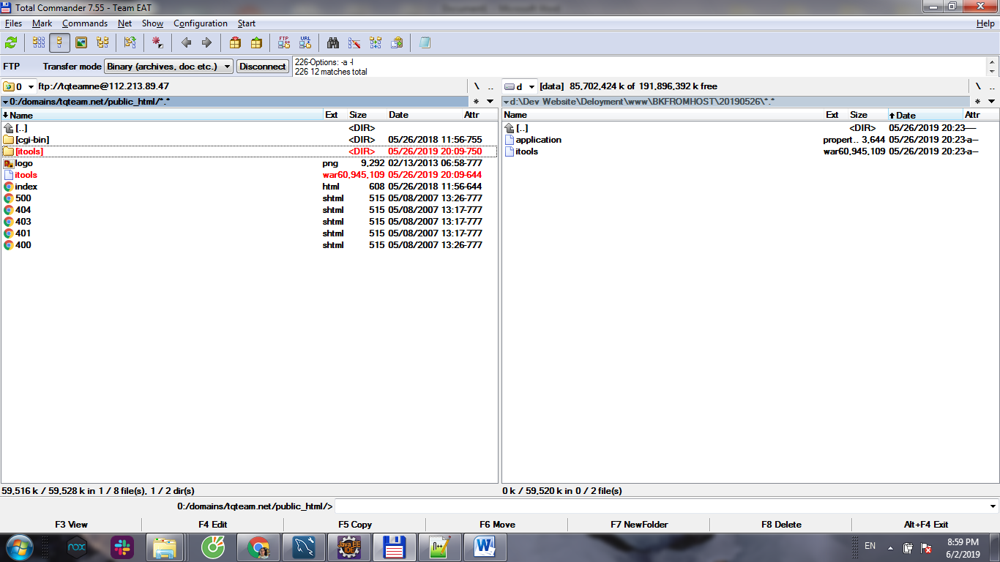 Total Commander 7.55 - Team EAT
Files Mark Commands Net Show Configuration Start Help
FTP URL
FTP Transfer mode Binary (archives, doc etc.) Disconnect
226-Options: -a -l
226 12 matches total
0 ftp://tqteamne@112.213.89.47 \ ..
d [data] 85,702,424 k of 191,896,392 k free \ ..
0:/domains/tqteam.net/public_html/*.* *
d:\Dev Website\Deloyment\www\BKFROMHOST\20190526\*.* *
Name Ext Size Date Attr
[..] <DIR>
[cgi-bin] <DIR> 05/26/2018 11:56-755
[itools] <DIR> 05/26/2019 20:09-750
logo png 9,292 02/13/2013 06:58-777
itools war60,945,109 05/26/2019 20:09-644
index html 608 05/26/2018 11:56-644
500 shtml 515 05/08/2007 13:26-777
404 shtml 515 05/08/2007 13:17-777
403 shtml 515 05/08/2007 13:17-777
401 shtml 515 05/08/2007 13:17-777
400 shtml 515 05/08/2007 13:26-777
Name Ext Size Date Attr
[..] <DIR> 05/26/2019 20:23----
application propert.. 3,644 05/26/2019 20:23-a--
itools war60,945,109 05/26/2019 20:23-a--
59,516 k / 59,528 k in 1 / 8 file(s), 1 / 2 dir(s)
0 k / 59,520 k in 0 / 2 file(s)
0:/domains/tqteam.net/public_html/>
F3 View F4 Edit F5 Copy F6 Move F7 NewFolder F8 Delete Alt+F4 Exit
nox Java EE IDE N++ W EN 8:59 PM
6/2/2019